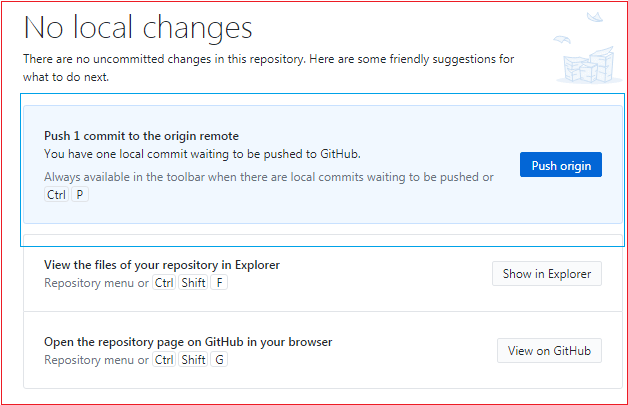 No local changes
There are no uncommitted changes in this repository. Here are some friendly suggestions for
what to do next.
Push 1 commit to the origin remote
You have one local commit waiting to be pushed to GitHub.
Always available in the toolbar when there are local commits waiting to be pushed or
Ctrl P
Push origin
View the files of your repository in Explorer
Repository menu or Ctrl Shift F
Show in Explorer
Open the repository page on GitHub in your browser
Repository menu or Ctrl Shift G
View on GitHub